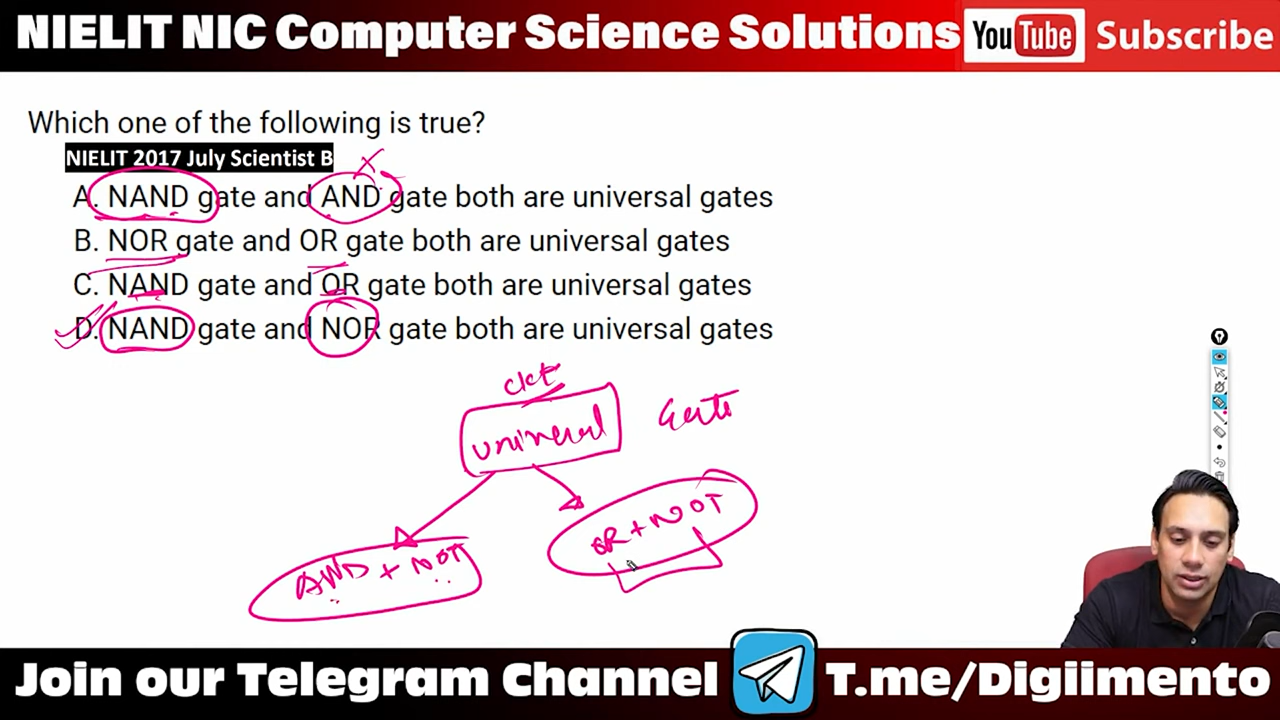 NIELIT NIC Computer Science Solutions YouTube Subscribe
Which one of the following is true?
NIELIT 2017 July Scientist B
A. NAND gate and AND gate both are universal gates
B. NOR gate and OR gate both are universal gates
C. NAND gate and OR gate both are universal gates
D. NAND gate and NOR gate both are universal gates
ckt
universal
AND + NOT
OR + NOT
Join our Telegram Channel T.me/Digiimento